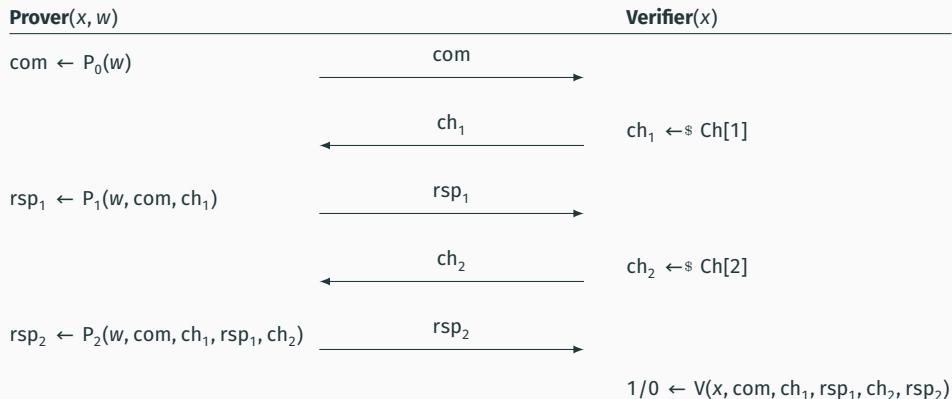 Prover(x, w) Verifier(x)
com ← P₀(w)
com
ch₁
ch₁ ←$ Ch[1]
rsp₁ ← P₁(w, com, ch₁)
rsp₁
ch₂
ch₂ ←$ Ch[2]
rsp₂ ← P₂(w, com, ch₁, rsp₁, ch₂)
rsp₂
1/0 ← V(x, com, ch₁, rsp₁, ch₂, rsp₂)